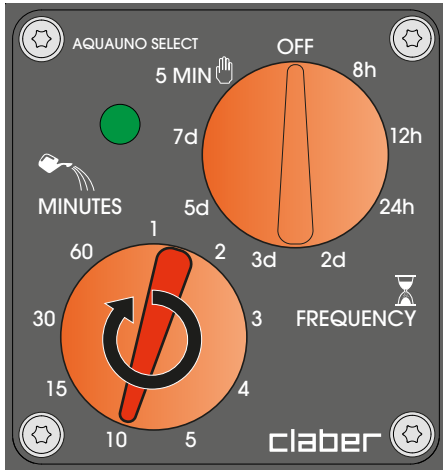 AQUAUNO SELECT
OFF
8h
12h
24h
2d
3d
5d
7d
5 MIN
MINUTES
1
2
3
4
5
10
15
30
60
FREQUENCY
claber